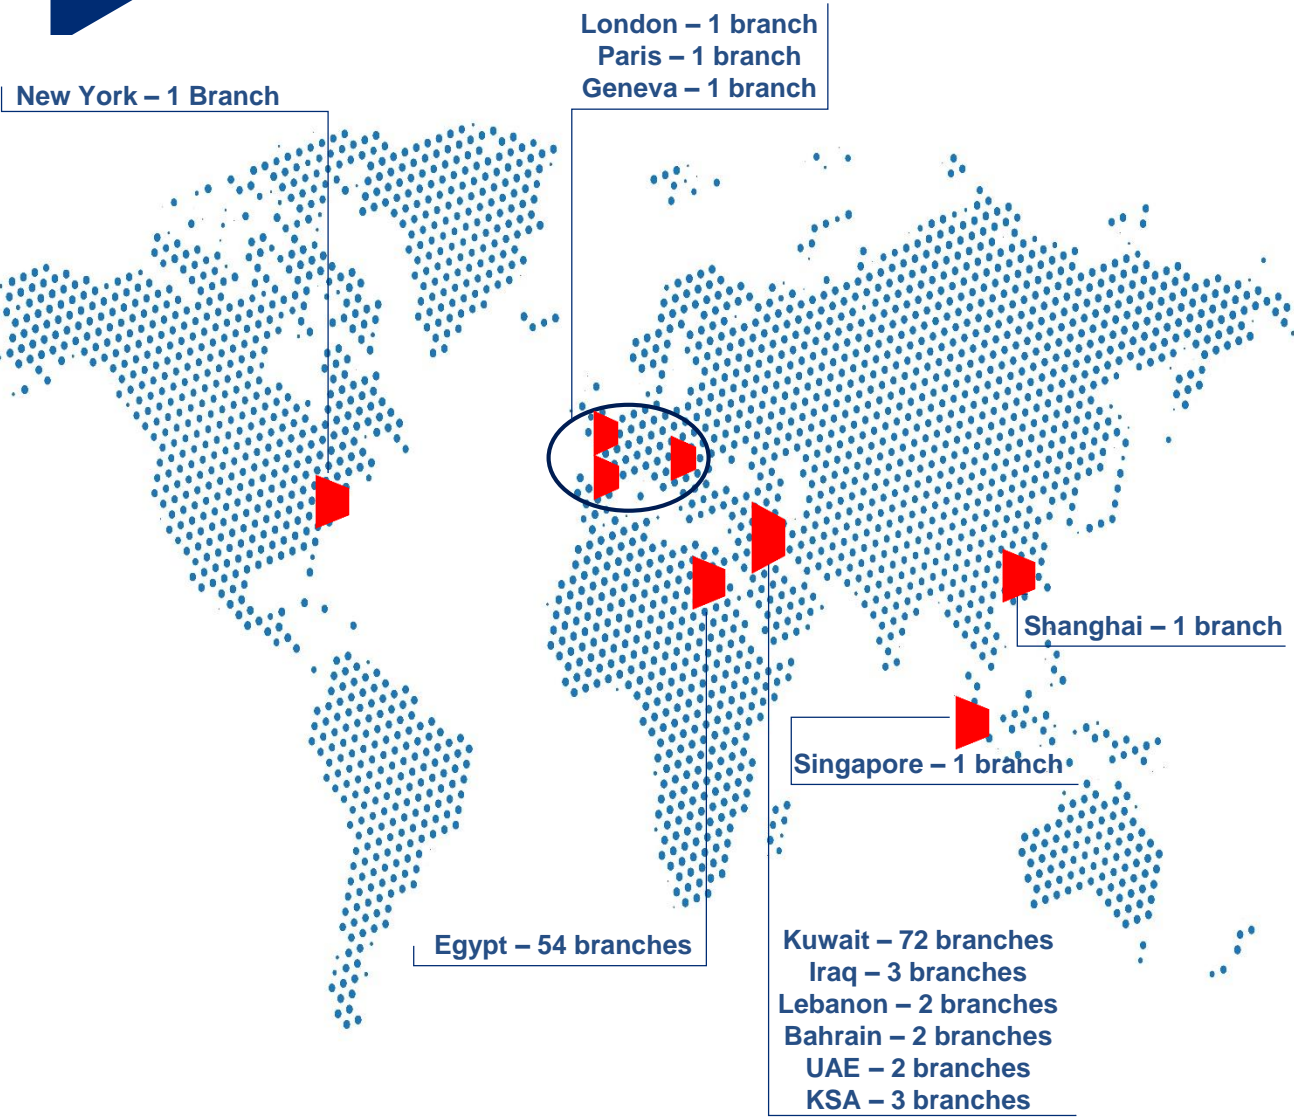 London – 1 branch
Paris – 1 branch
Geneva – 1 branch
New York – 1 Branch
Shanghai – 1 branch
Singapore – 1 branch
Egypt – 54 branches
Kuwait – 72 branches
Iraq – 3 branches
Lebanon – 2 branches
Bahrain – 2 branches
UAE – 2 branches
KSA – 3 branches